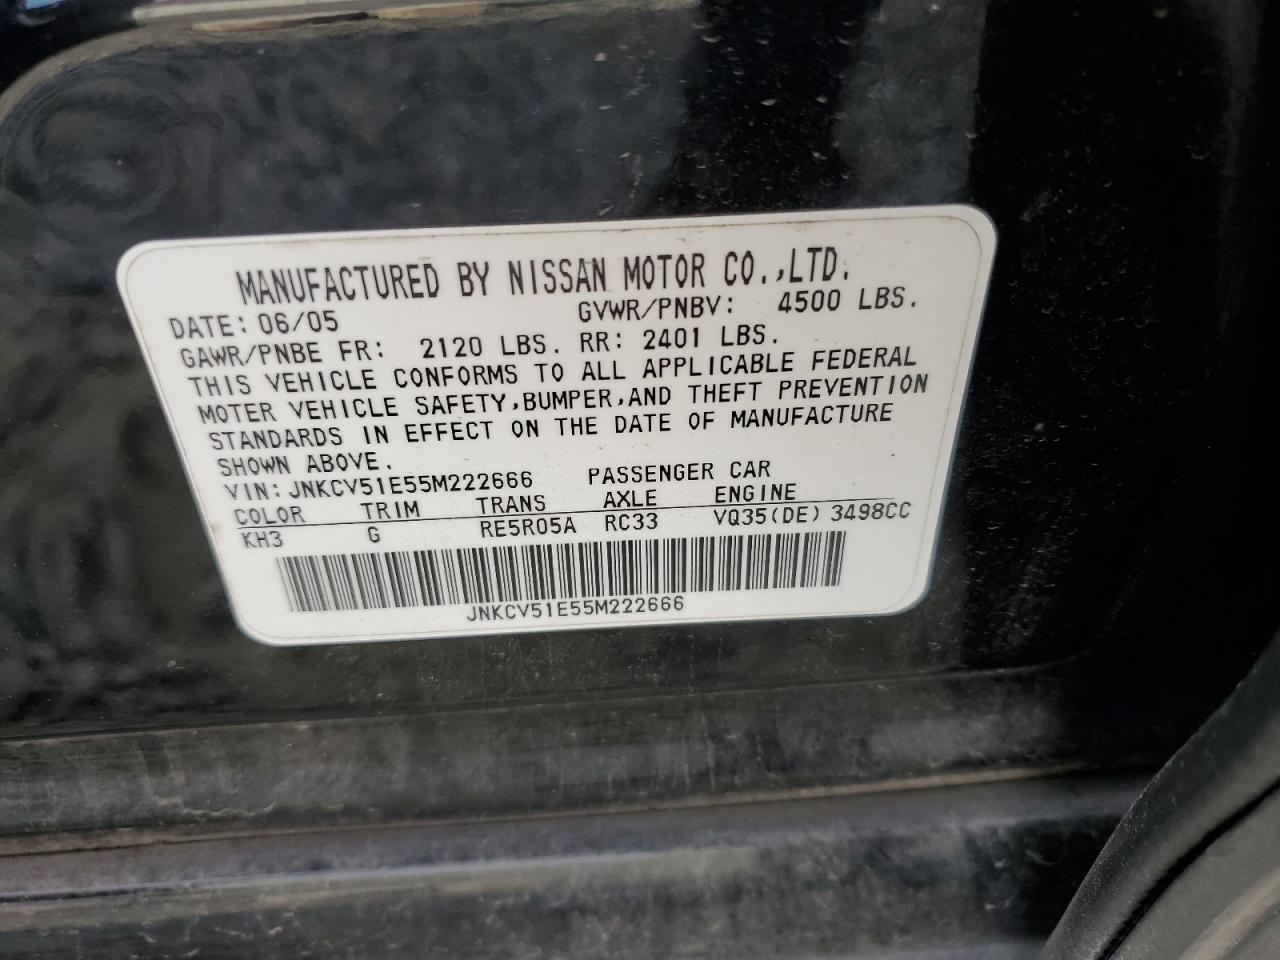 MANUFACTURED BY NISSAN MOTOR CO.,LTD.
DATE: 06/05 GVWR/PNBV: 4500 LBS.
GAWR/PNBE FR: 2120 LBS. RR: 2401 LBS.
THIS VEHICLE CONFORMS TO ALL APPLICABLE FEDERAL
MOTER VEHICLE SAFETY,BUMPER,AND THEFT PREVENTION
STANDARDS IN EFFECT ON THE DATE OF MANUFACTURE
SHOWN ABOVE.
VIN: JNKCV51E55M222666 PASSENGER CAR
COLOR TRIM TRANS AXLE ENGINE
KH3 G RE5R05A RC33 VQ35(DE) 3498CC
JNKCV51E55M222666